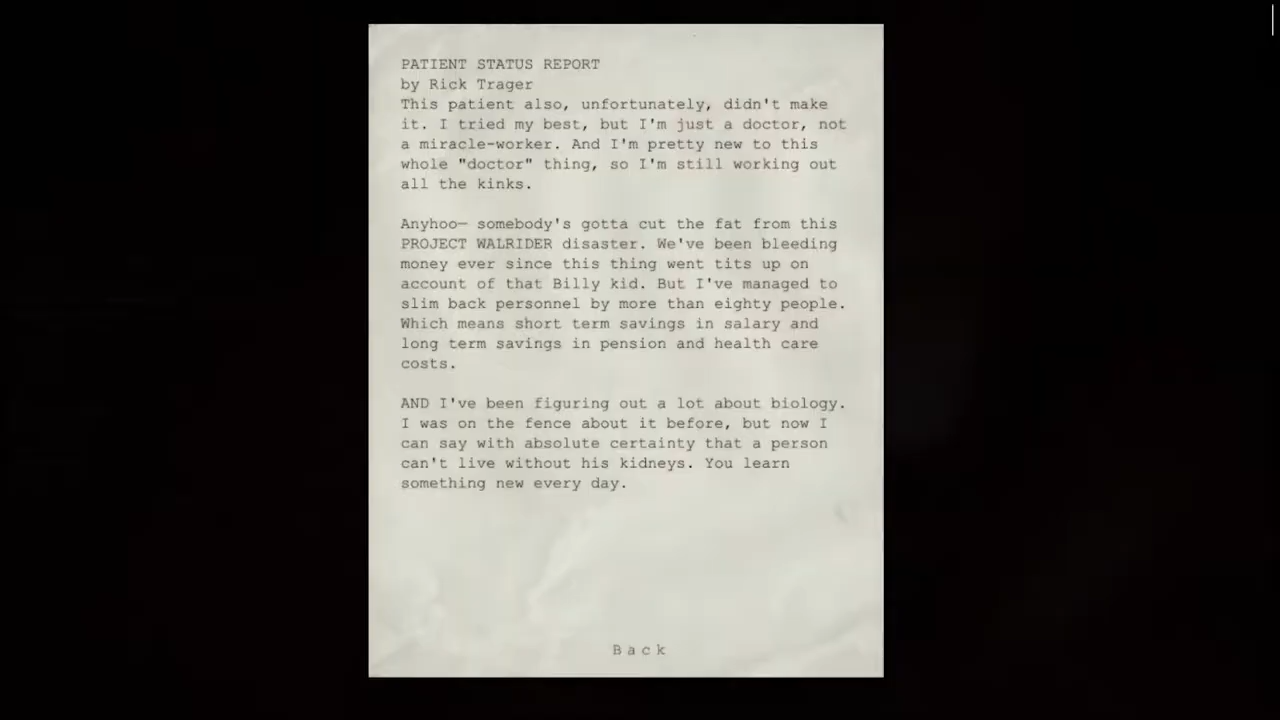 PATIENT STATUS REPORT
by Rick Trager
This patient also, unfortunately, didn't make
it. I tried my best, but I'm just a doctor, not
a miracle-worker. And I'm pretty new to this
whole "doctor" thing, so I'm still working out
all the kinks.
Anyhoo— somebody's gotta cut the fat from this
PROJECT WALRIDER disaster. We've been bleeding
money ever since this thing went tits up on
account of that Billy kid. But I've managed to
slim back personnel by more than eighty people.
Which means short term savings in salary and
long term savings in pension and health care
costs.
AND I've been figuring out a lot about biology.
I was on the fence about it before, but now I
can say with absolute certainty that a person
can't live without his kidneys. You learn
something new every day.
Back